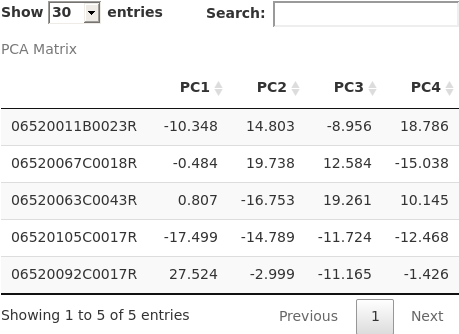 Show 30 entries Search:
PCA Matrix
PC1 PC2 PC3 PC4
06520011B0023R -10.348 14.803 -8.956 18.786
06520067C0018R -0.484 19.738 12.584 -15.038
06520063C0043R 0.807 -16.753 19.261 10.145
06520105C0017R -17.499 -14.789 -11.724 -12.468
06520092C0017R 27.524 -2.999 -11.165 -1.426
Showing 1 to 5 of 5 entries Previous 1 Next